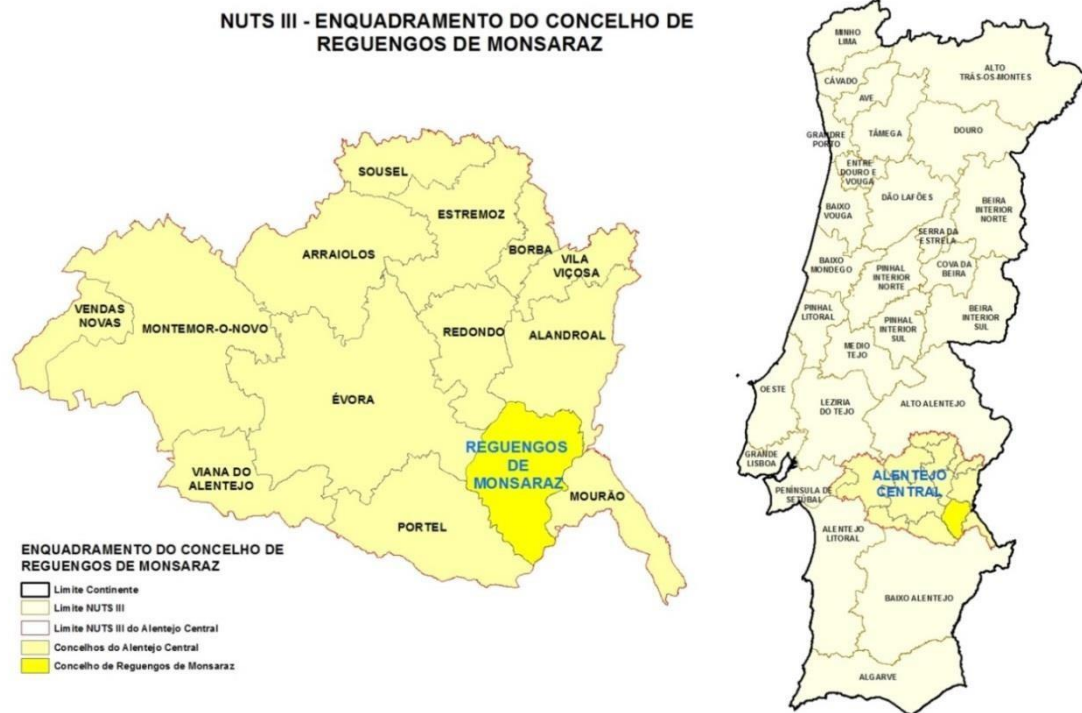 NUTS III - ENQUADRAMENTO DO CONCELHO DE
REGUENGOS DE MONSARAZ
SOUSEL
ESTREMOZ
ARRAIOLOS
BORBA
VILA
VIÇOSA
VENDAS
NOVAS
MONTEMOR-O-NOVO
REDONDO
ALANDROAL
ÉVORA
REGUENGOS
DE
MONSARAZ
VIANA DO
ALENTEJO
MOURÃO
PORTEL
ENQUADRAMENTO DO CONCELHO DE
REGUENGOS DE MONSARAZ
Limite Continente
Limite NUTS III
Limite NUTS III do Alentejo Central
Concelhos do Alentejo Central
Concelho de Reguengos de Monsaraz
MINHO
LIMA
ALTO
TRÁS-OS-MONTES
CÁVADO
AVE
GRANDRE
PORTO
TÂMEGA
DOURO
ENTRE
DOURO E
VOUGA
DÃO LAFÕES
BAIXO
VOUGA
BEIRA
INTERIOR
NORTE
SERRA DA
ESTRELA
BAIXO
MONDEGO
PINHAL
INTERIOR
NORTE
COVA DA
BEIRA
PINHAL
LITORAL
PINHAL
INTERIOR
SUL
BEIRA
INTERIOR
SUL
MEDIO
TEJO
OESTE
LEZIRIA
DO TEJO
ALTO ALENTEJO
GRANDE
LISBOA
ALENTEJO
CENTRAL
PENÍNSULA DE
SETÚBAL
ALENTEJO
LITORAL
BAIXO ALENTEJO
ALGARVE